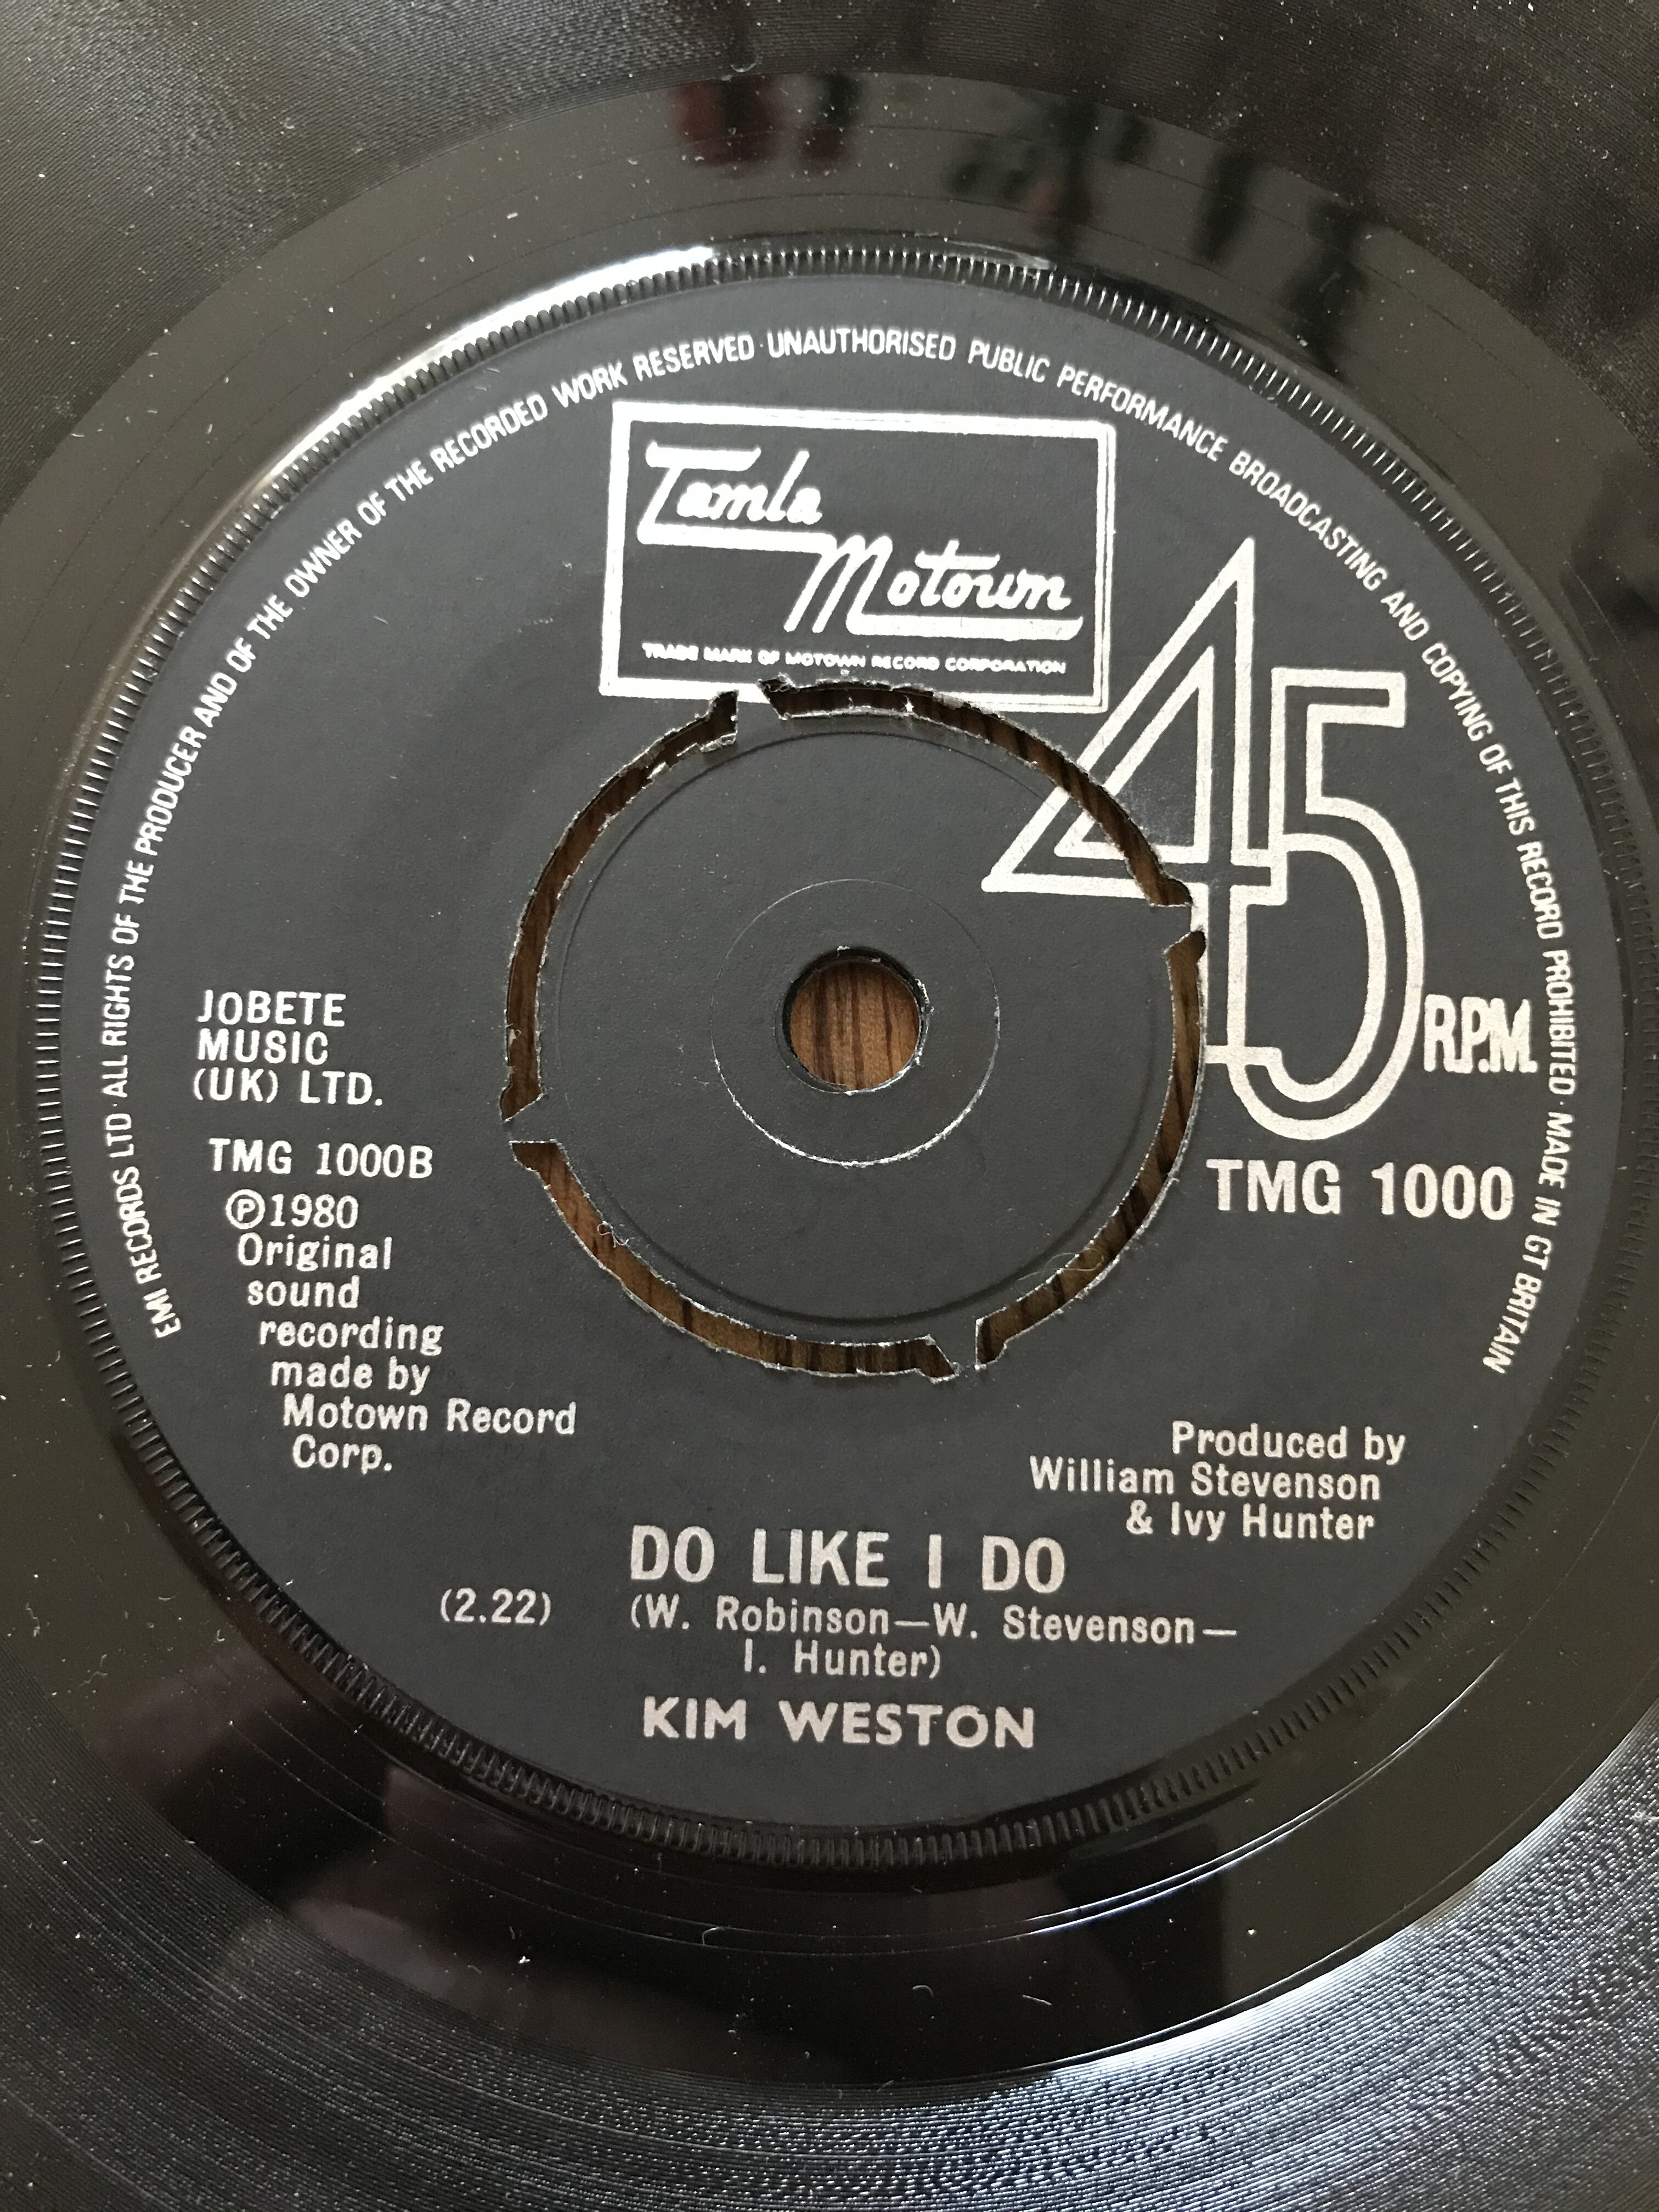 EMI RECORDS LTD · ALL RIGHTS OF THE PRODUCER AND OF THE OWNER OF THE RECORDED WORK RESERVED · UNAUTHORISED PUBLIC PERFORMANCE BROADCASTING AND COPYING OF THIS RECORD PROHIBITED · MADE IN GT BRITAIN
Tamla
Motown
TRADE MARK OF MOTOWN RECORD CORPORATION
45
R.P.M.
JOBETE
MUSIC
(UK) LTD.
TMG 1000B
℗1980
Original
sound
recording
made by
Motown Record
Corp.
TMG 1000
Produced by
William Stevenson
& Ivy Hunter
DO LIKE I DO
(2.22) (W. Robinson—W. Stevenson—
I. Hunter)
KIM WESTON